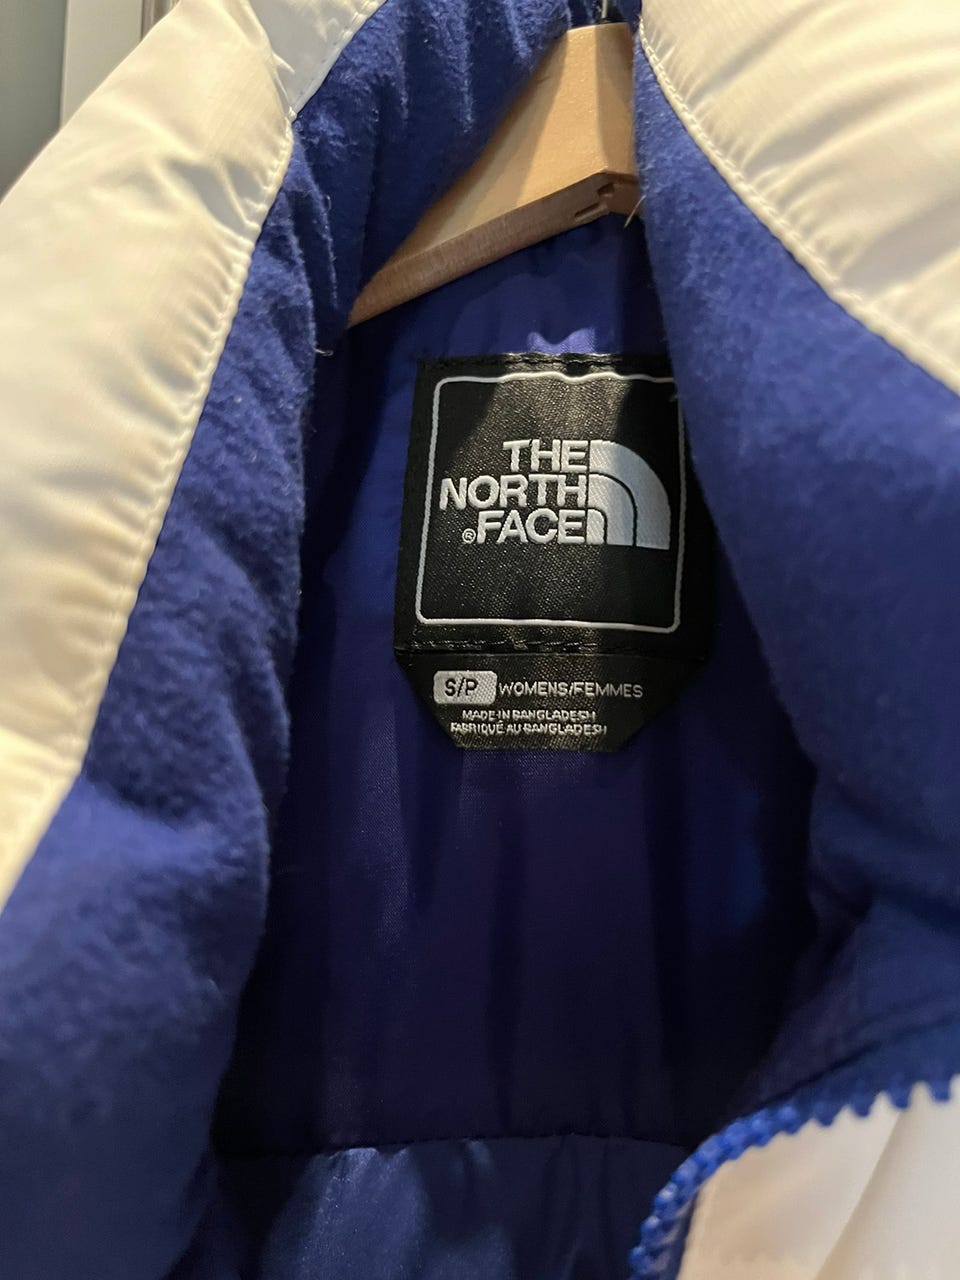 THE
NORTH
®FACE
S/P WOMENS/FEMMES
MADE IN BANGLADESH
FABRIQUÉ AU BANGLADESH